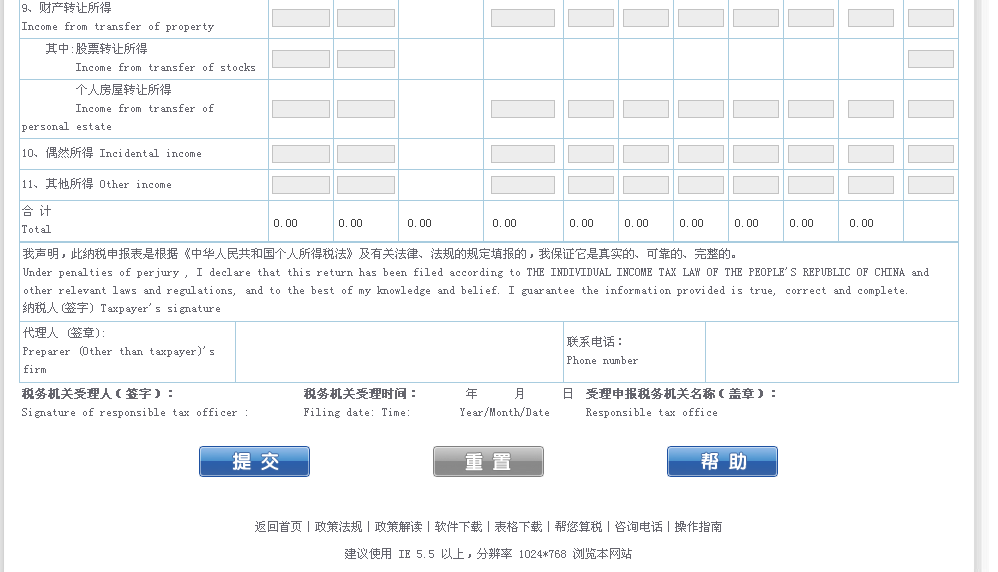 9、财产转让所得
Income from transfer of property
其中:股票转让所得
Income from transfer of stocks
个人房屋转让所得
Income from transfer of
personal estate
10、偶然所得 Incidental income
11、其他所得 Other income
合 计
Total
0.00 0.00 0.00 0.00 0.00 0.00 0.00 0.00 0.00
我声明，此纳税申报表是根据《中华人民共和国个人所得税法》及有关法律、法规的规定填报的，我保证它是真实的、可靠的、完整的。
Under penalties of perjury , I declare that this return has been filed according to THE INDIVIDUAL INCOME TAX LAW OF THE PEOPLE'S REPUBLIC OF CHINA and
other relevant laws and regulations, and to the best of my knowledge and belief. I guarantee the information provided is true, correct and complete.
纳税人(签字) Taxpayer's signature
代理人 (签章):
Preparer (Other than taxpayer)'s
firm
联系电话：
Phone number
税务机关受理人（签字）： 税务机关受理时间： 年 月 日 受理申报税务机关名称（盖章）：
Signature of responsible tax officer : Filing date: Time: Year/Month/Date Responsible tax office
提 交 重 置 帮 助
返回首页 | 政策法规 | 政策解读 | 软件下载 | 表格下载 | 帮您算税 | 咨询电话 | 操作指南
建议使用 IE 5.5 以上，分辨率 1024*768 浏览本网站